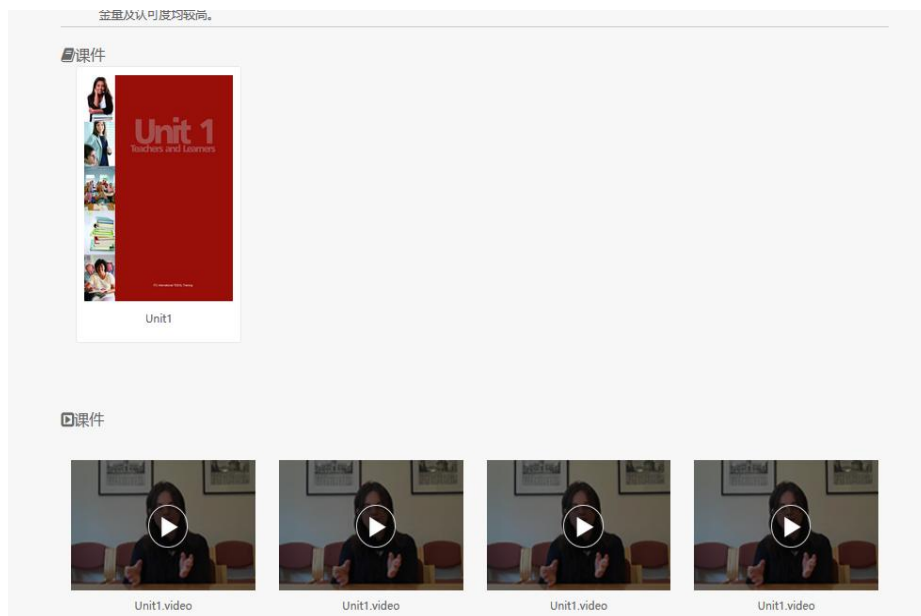 金量及认可度均较高。
课件
Unit 1
Teachers and Learners
Unit1
课件
Unit1.video
Unit1.video
Unit1.video
Unit1.video